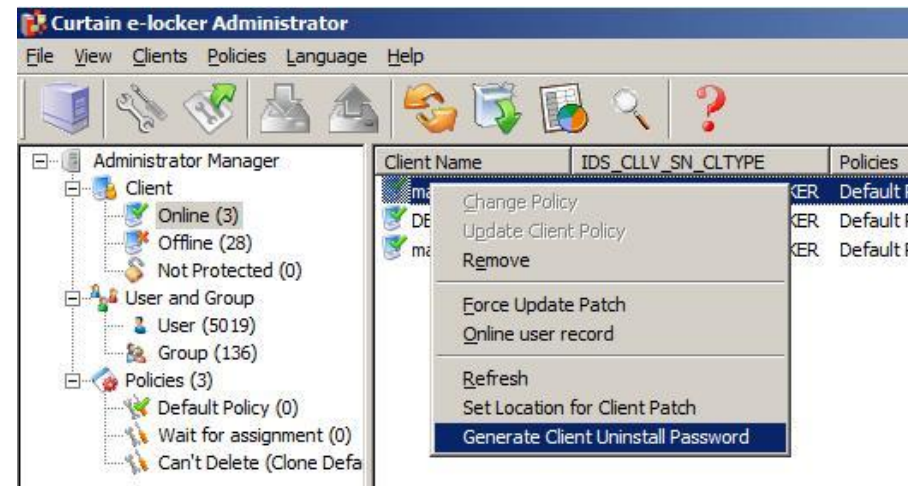 Curtain e-locker Administrator
File View Clients Policies Language Help
Administrator Manager
Client
Online (3)
Offline (28)
Not Protected (0)
User and Group
User (5019)
Group (136)
Policies (3)
Default Policy (0)
Wait for assignment (0)
Can't Delete (Clone Defa
Client Name IDS_CLLV_SN_CLTYPE Policies
ma KER Default
DE KER Default
ma KER Default
Change Policy
Update Client Policy
Remove
Force Update Patch
Online user record
Refresh
Set Location for Client Patch
Generate Client Uninstall Password